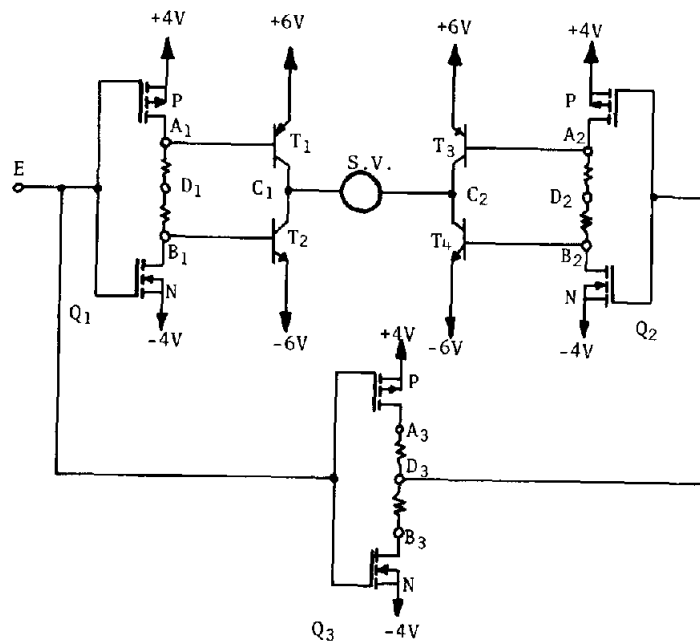 +4V
+6V
+6V
+4V
P
P
A₁
A₂
T₁
T₃
S.V.
E
D₁
C₁
C₂
D₂
T₂
T₄
B₁
B₂
N
N
Q₁
Q₂
-4V
-6V
-6V
-4V
+4V
P
A₃
D₃
B₃
N
Q₃
-4V